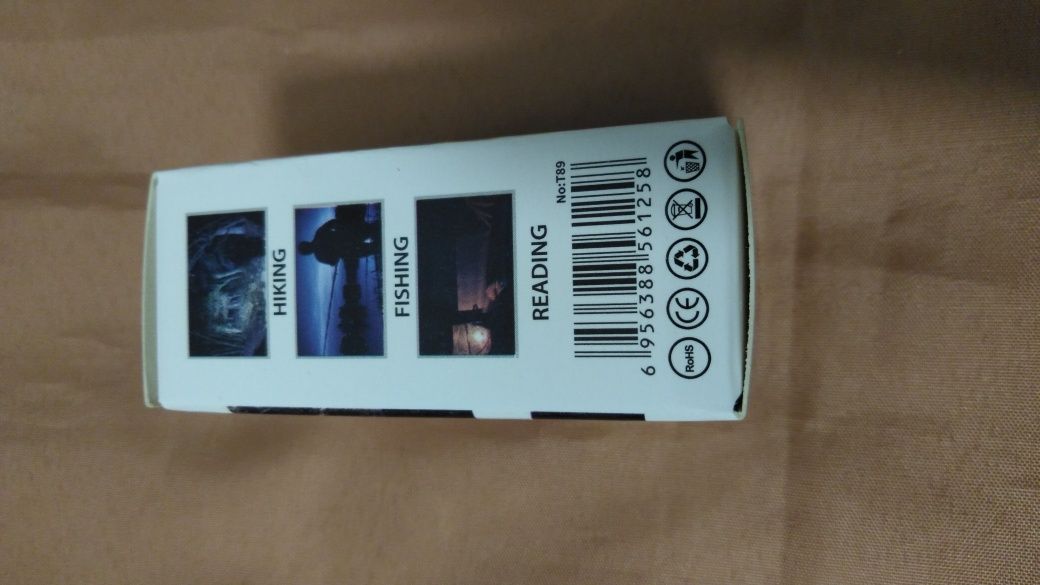 HIKING
FISHING
READING
No:T89
6 956388 561258
RoHS
CE